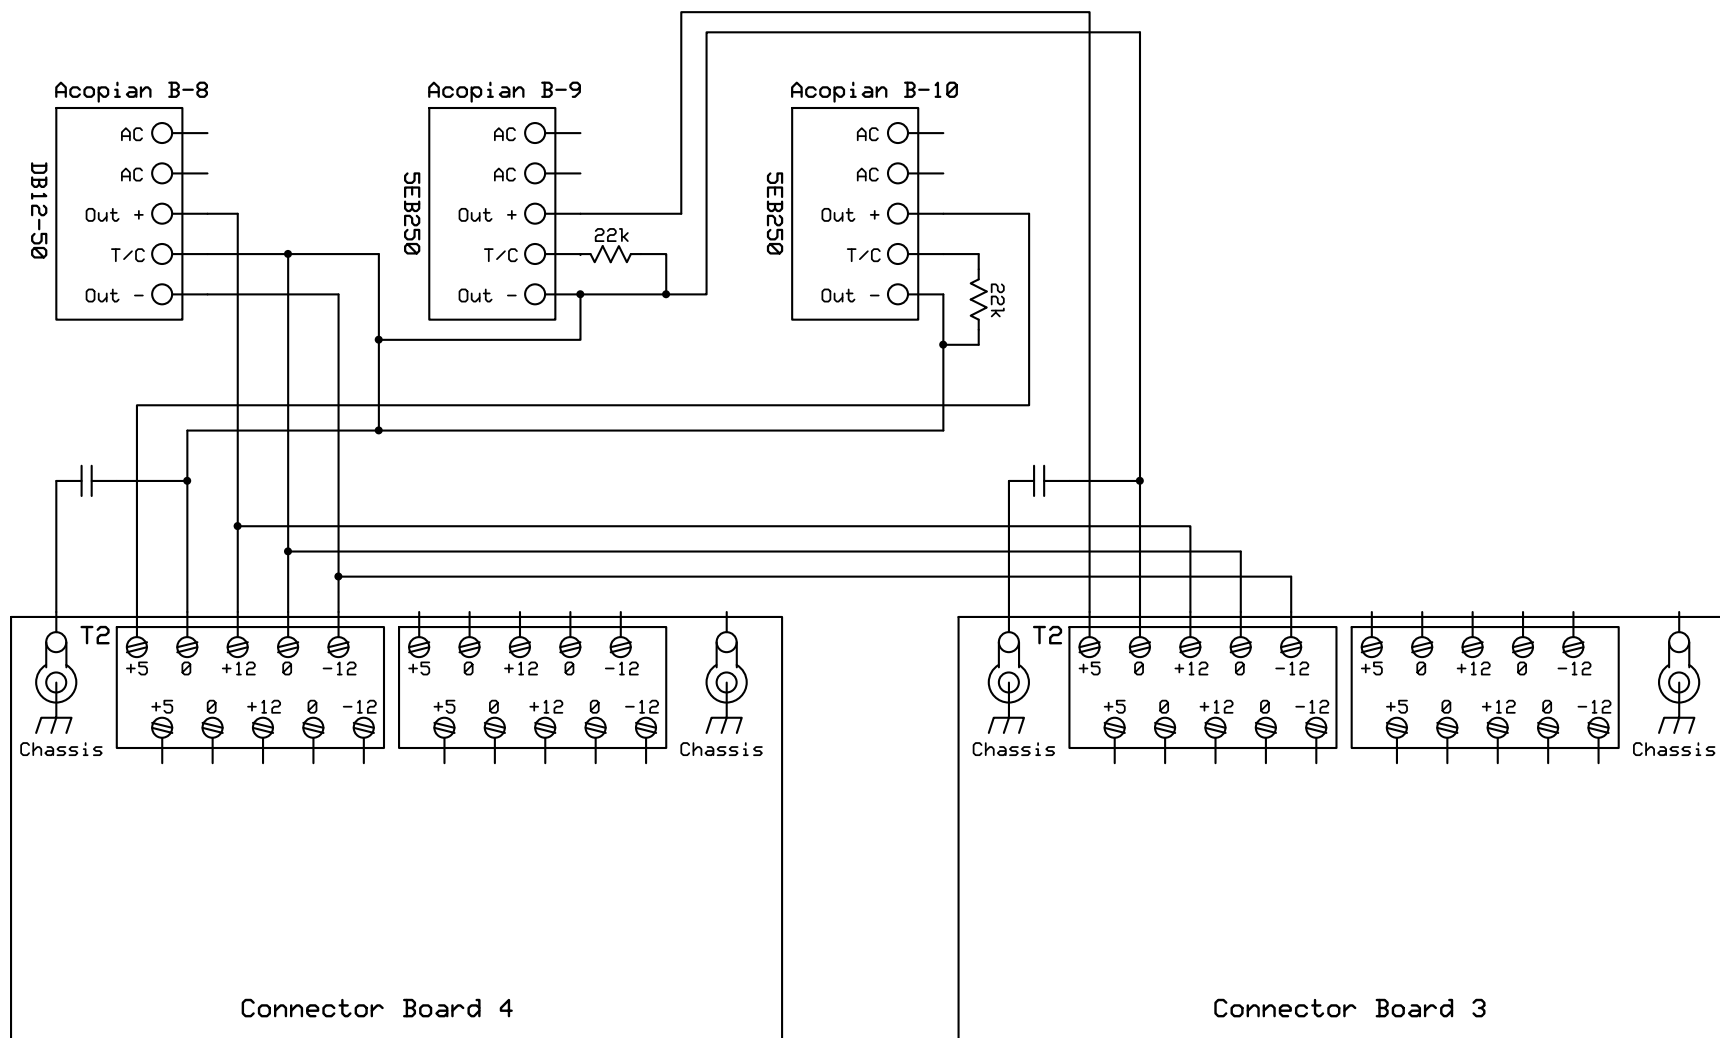 Acopian B-8
Acopian B-9
Acopian B-10
DB12-50
AC
AC
Out +
T/C
Out -
5EB250
AC
AC
Out +
T/C
Out -
22k
5EB250
AC
AC
Out +
T/C
Out -
22k
T2
+5 0 +12 0 -12
+5 0 +12 0 -12
+5 0 +12 0 -12
+5 0 +12 0 -12
Chassis
Chassis
Connector Board 4
T2
+5 0 +12 0 -12
+5 0 +12 0 -12
+5 0 +12 0 -12
+5 0 +12 0 -12
Chassis
Chassis
Connector Board 3